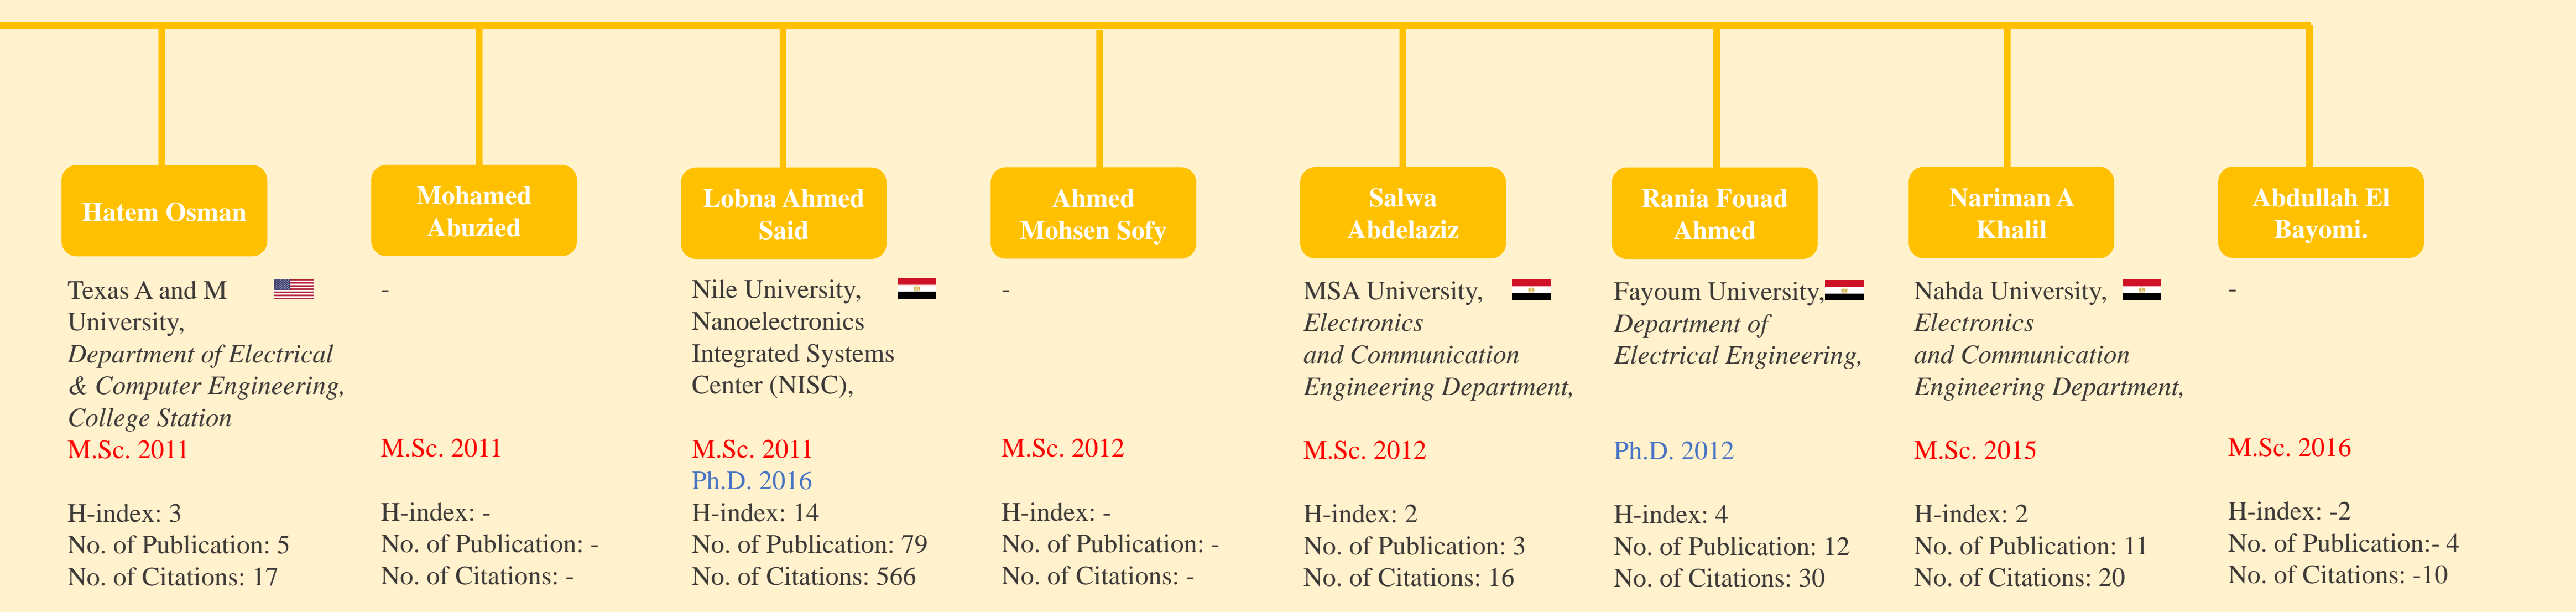 Hatem Osman
Texas A and M
University,
Department of Electrical
& Computer Engineering,
College Station
M.Sc. 2011
H-index: 3
No. of Publication: 5
No. of Citations: 17
Mohamed
Abuzied
-
M.Sc. 2011
H-index: -
No. of Publication: -
No. of Citations: -
Lobna Ahmed
Said
Nile University,
Nanoelectronics
Integrated Systems
Center (NISC),
M.Sc. 2011
Ph.D. 2016
H-index: 14
No. of Publication: 79
No. of Citations: 566
Ahmed
Mohsen Sofy
-
M.Sc. 2012
H-index: -
No. of Publication: -
No. of Citations: -
Salwa
Abdelaziz
MSA University,
Electronics
and Communication
Engineering Department,
M.Sc. 2012
H-index: 2
No. of Publication: 3
No. of Citations: 16
Rania Fouad
Ahmed
Fayoum University,
Department of
Electrical Engineering,
Ph.D. 2012
H-index: 4
No. of Publication: 12
No. of Citations: 30
Nariman A
Khalil
Nahda University,
Electronics
and Communication
Engineering Department,
M.Sc. 2015
H-index: 2
No. of Publication: 11
No. of Citations: 20
Abdullah El
Bayomi.
-
M.Sc. 2016
H-index: -2
No. of Publication:- 4
No. of Citations: -10